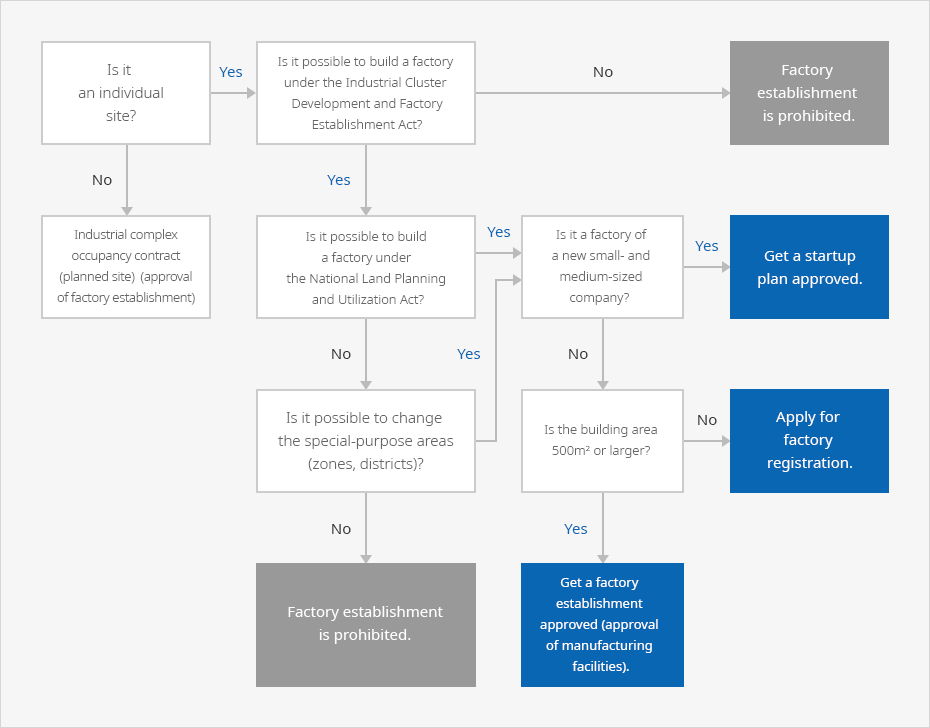 Is it
an individual
site?
Yes
Is it possible to build a factory
under the Industrial Cluster
Development and Factory
Establishment Act?
No
Factory
establishment
is prohibited.
No
Yes
Industrial complex
occupancy contract
(planned site) (approval
of factory establishment)
Is it possible to build
a factory under
the National Land Planning
and Utilization Act?
Yes
Is it a factory of
a new small- and
medium-sized
company?
Yes
Get a startup
plan approved.
No
Yes
No
Is it possible to change
the special-purpose areas
(zones, districts)?
Is the building area
500m² or larger?
No
Apply for
factory
registration.
No
Yes
Factory establishment
is prohibited.
Get a factory
establishment
approved (approval
of manufacturing
facilities).